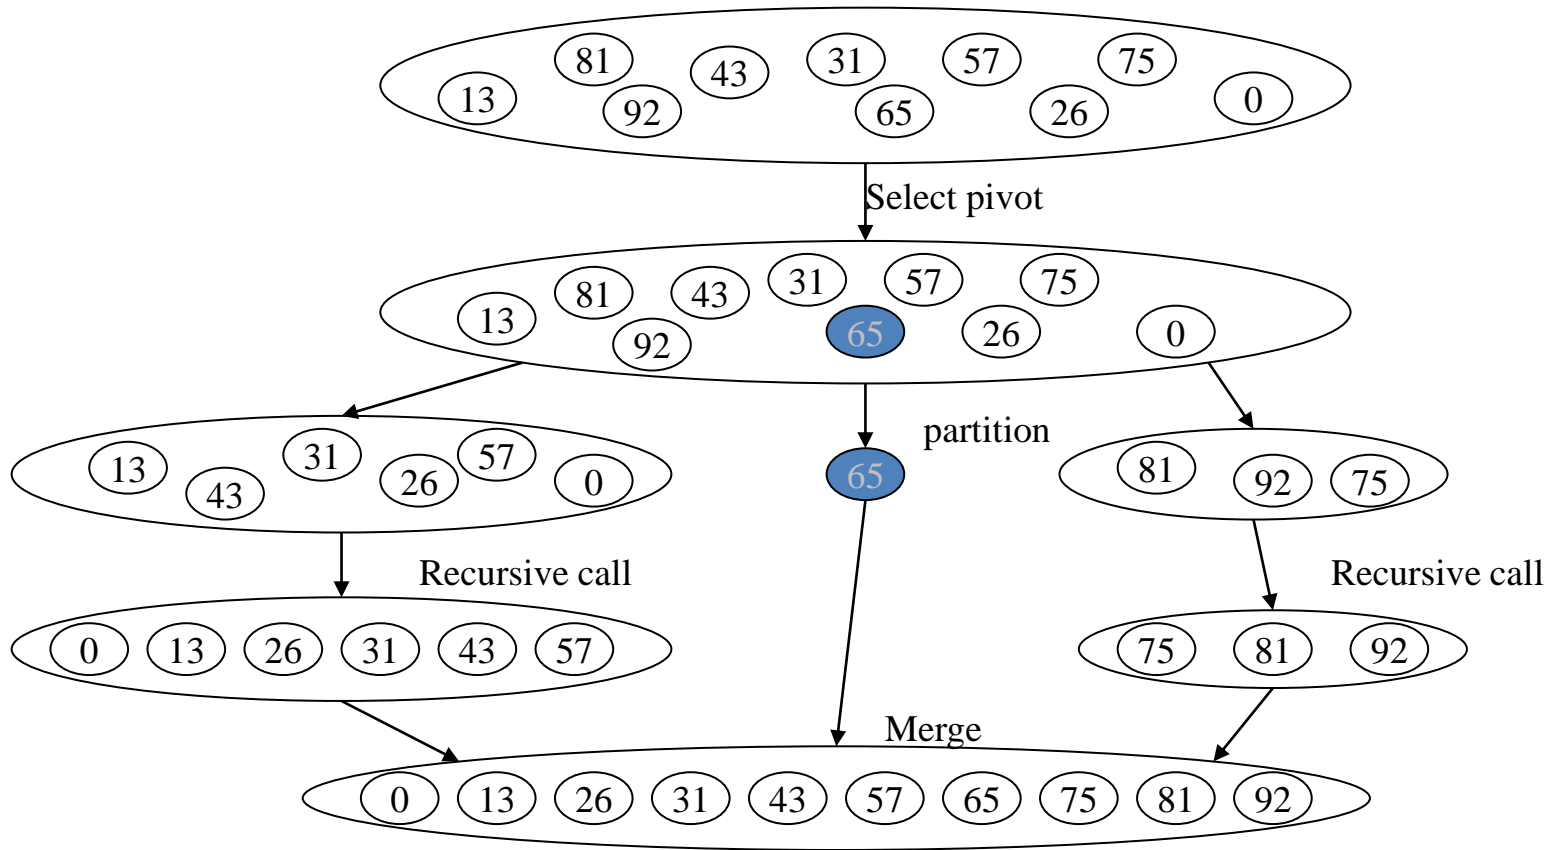 81 43 31 57 75
13 92 65 26 0
Select pivot
81 43 31 57 75
13 92 65 26 0
partition
13 43 31 26 57 0
65
81 92 75
Recursive call
Recursive call
0 13 26 31 43 57
75 81 92
Merge
0 13 26 31 43 57 65 75 81 92